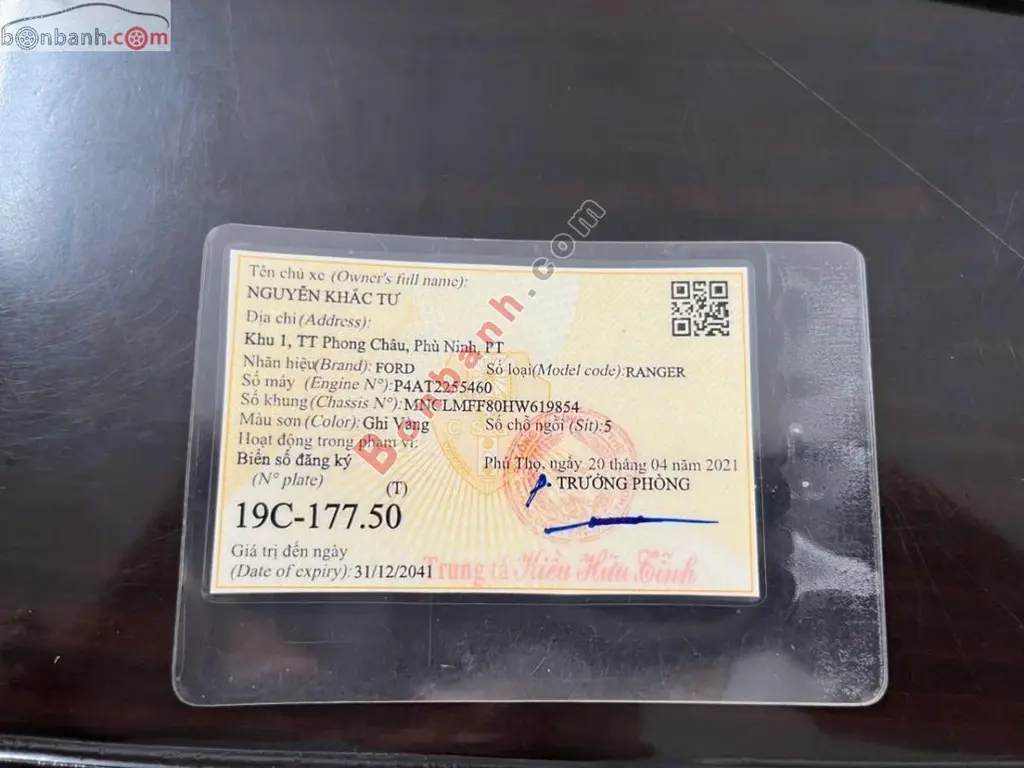 bonbanh.com
Tên chủ xe (Owner's full name):
NGUYỄN KHẮC TƯ
Địa chỉ (Address):
Khu 1, TT Phong Châu, Phù Ninh, PT
Nhãn hiệu(Brand): FORD Số loại(Model code):RANGER
Số máy (Engine N°):P4AT2255460
Số khung (Chassis N°):MNCLMFF80HW619854
Màu sơn (Color): Ghi Vàng Số chỗ ngồi (Sit):5
Hoạt động trong phạm vi:
Biển số đăng ký Phú Thọ, ngày 20 tháng 04 năm 2021
(N° plate) (T) P. TRƯỞNG PHÒNG
19C-177.50
Giá trị đến ngày
(Date of expiry): 31/12/2041 Trung tá Kiều Hữu Tĩnh
Bonbanh.com